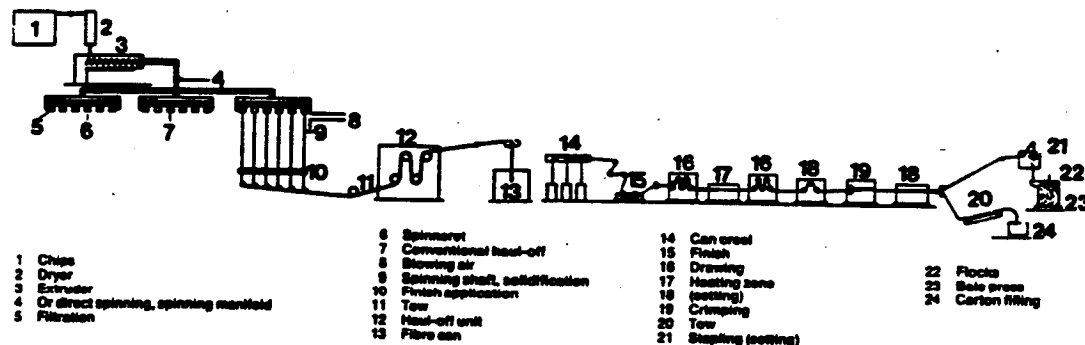 1
2
3
4
5
6
7
8
9
10
11
12
13
14
15
16
17
16
18
19
18
20
21
22
23
24
1 Chips
2 Dryer
3 Extruder
4 Or direct spinning, spinning manifold
5 Filtration
6 Spinneret
7 Conventional haul-off
8 Blowing air
9 Spinning shaft, solidification
10 Finish application
11 Tow
12 Haul-off unit
13 Fibre can
14 Can creel
15 Finish
16 Drawing
17 Heating zone
18 (setting)
19 Crimping
20 Tow
21 Stapling (setting)
22 Flocks
23 Bale press
24 Carton filling